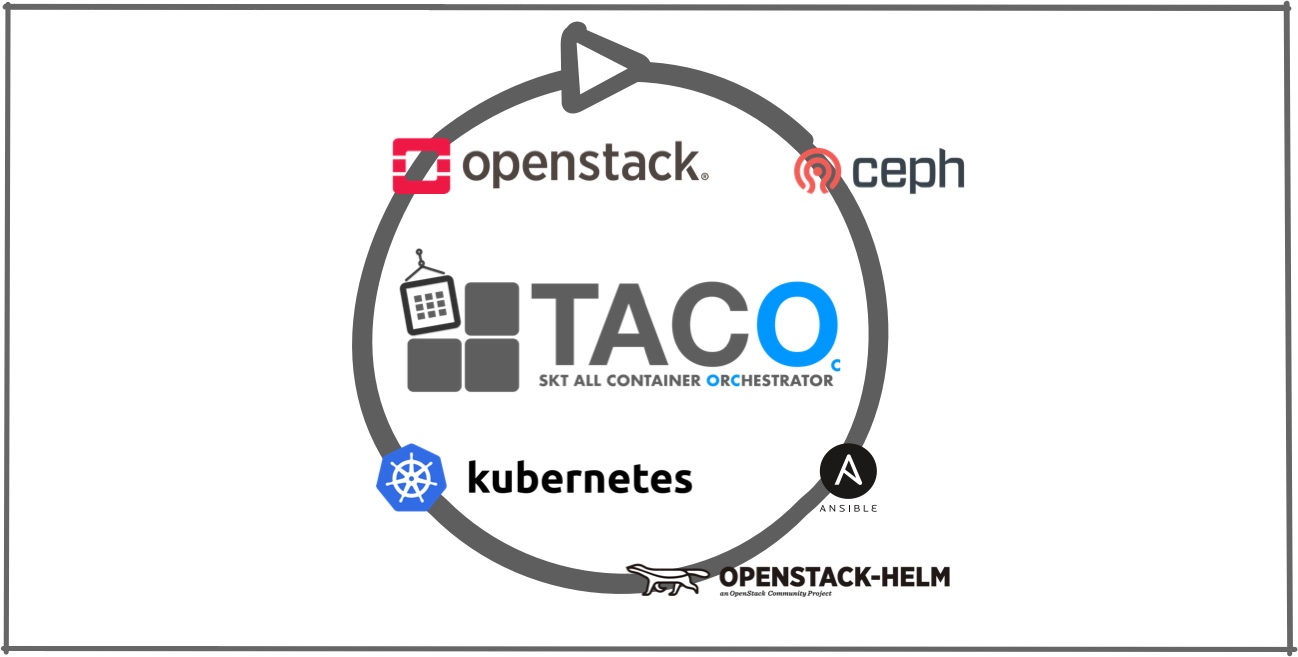 openstack®
ceph
TACO
c
SKT ALL CONTAINER ORCHESTRATOR
kubernetes
ANSIBLE
OPENSTACK-HELM
an OpenStack Community Project